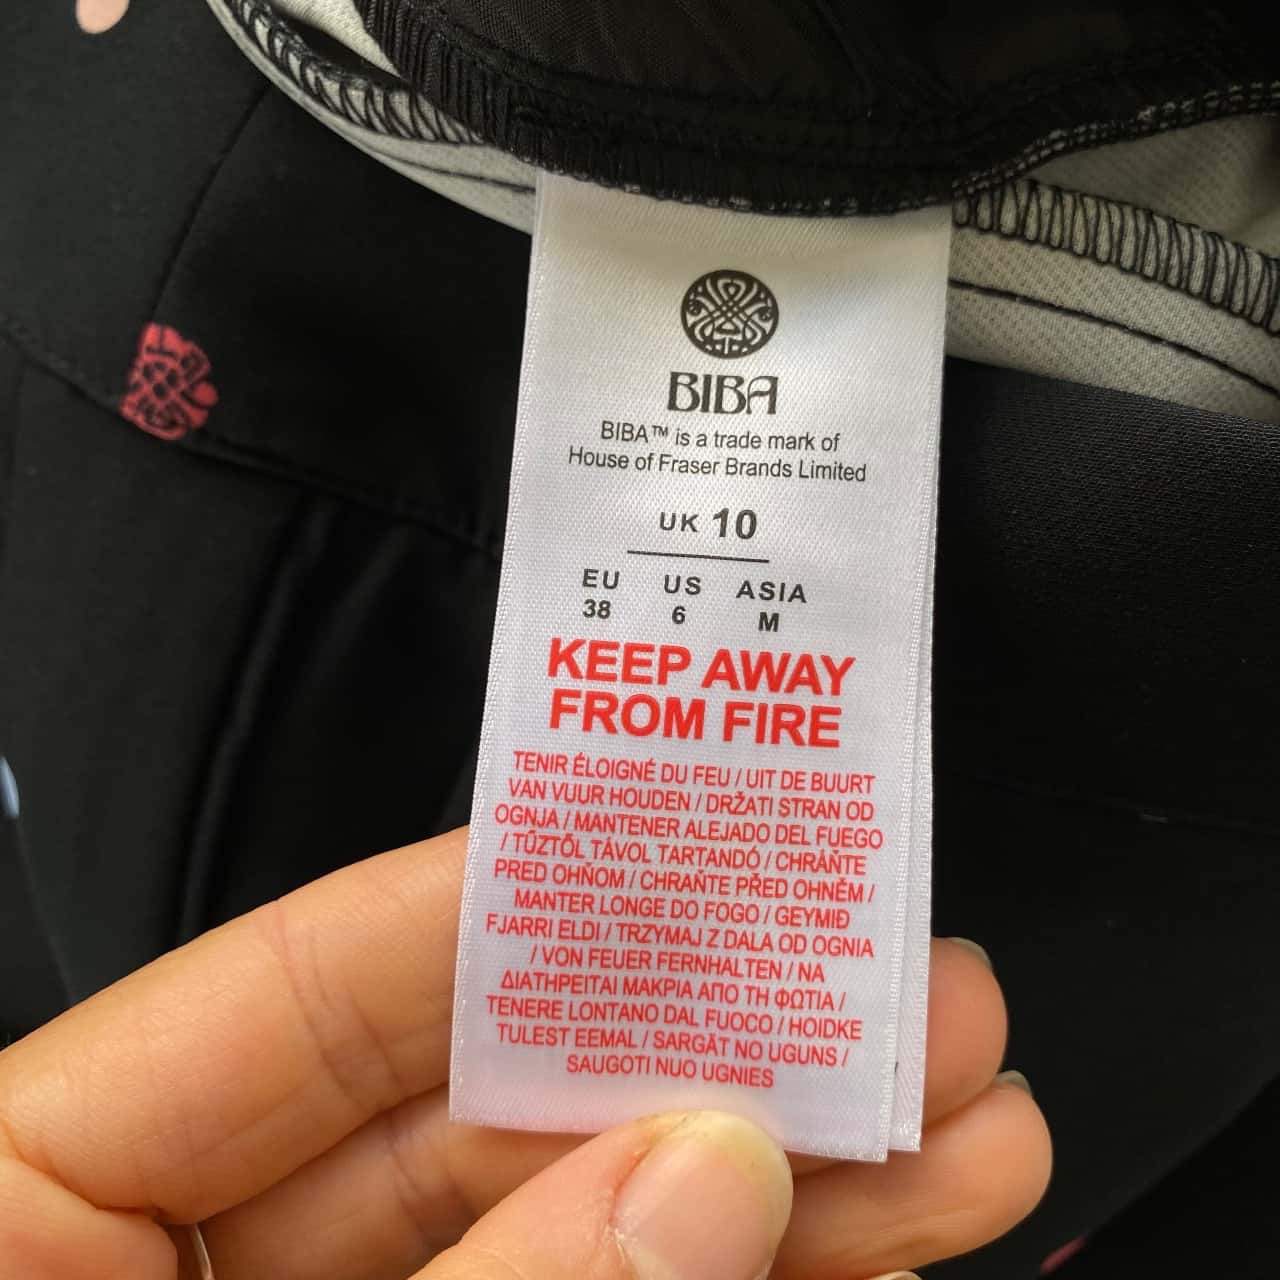 BIBA
BIBA™ is a trade mark of
House of Fraser Brands Limited
UK 10
EU US ASIA
38 6 M
KEEP AWAY
FROM FIRE
TENIR ÉLOIGNÉ DU FEU / UIT DE BUURT
VAN VUUR HOUDEN / DRŽATI STRAN OD
OGNJA / MANTENER ALEJADO DEL FUEGO
/ TŰZTŐL TÁVOL TARTANDÓ / CHRÁŇTE
PRED OHŇOM / CHRAŇTE PŘED OHNĚM /
MANTER LONGE DO FOGO / GEYMIÐ
FJARRI ELDI / TRZYMAJ Z DALA OD OGNIA
/ VON FEUER FERNHALTEN / ΝΑ
ΔΙΑΤΗΡΕΙΤΑΙ ΜΑΚΡΙΑ ΑΠΟ ΤΗ ΦΩΤΙΑ /
TENERE LONTANO DAL FUOCO / HOIDKE
TULEST EEMAL / SARGĀT NO UGUNS /
SAUGOTI NUO UGNIES